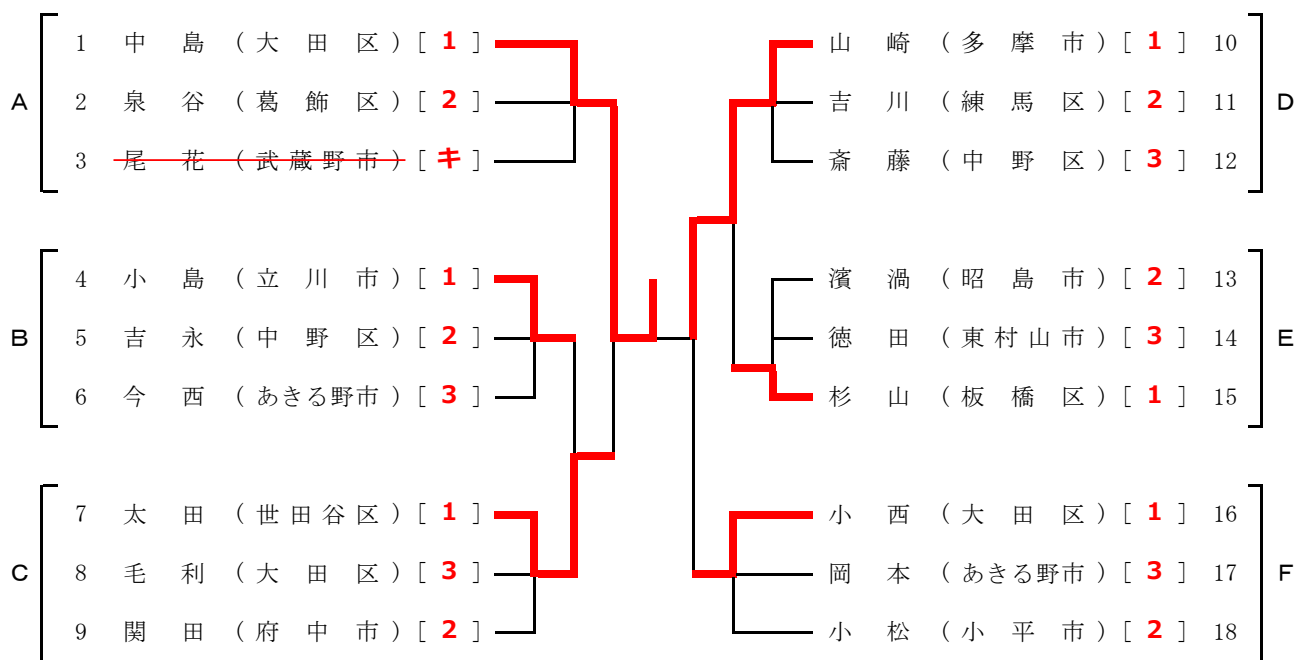 1 中島（大田区）[ 1 ]
A 2 泉谷（葛飾区）[ 2 ]
3 尾花（武蔵野市）[ キ ]
4 小島（立川市）[ 1 ]
B 5 吉永（中野区）[ 2 ]
6 今西（あきる野市）[ 3 ]
7 太田（世田谷区）[ 1 ]
C 8 毛利（大田区）[ 3 ]
9 関田（府中市）[ 2 ]
山崎（多摩市）[ 1 ] 10
吉川（練馬区）[ 2 ] 11 D
斎藤（中野区）[ 3 ] 12
濱渦（昭島市）[ 2 ] 13
徳田（東村山市）[ 3 ] 14 E
杉山（板橋区）[ 1 ] 15
小西（大田区）[ 1 ] 16
岡本（あきる野市）[ 3 ] 17 F
小松（小平市）[ 2 ] 18